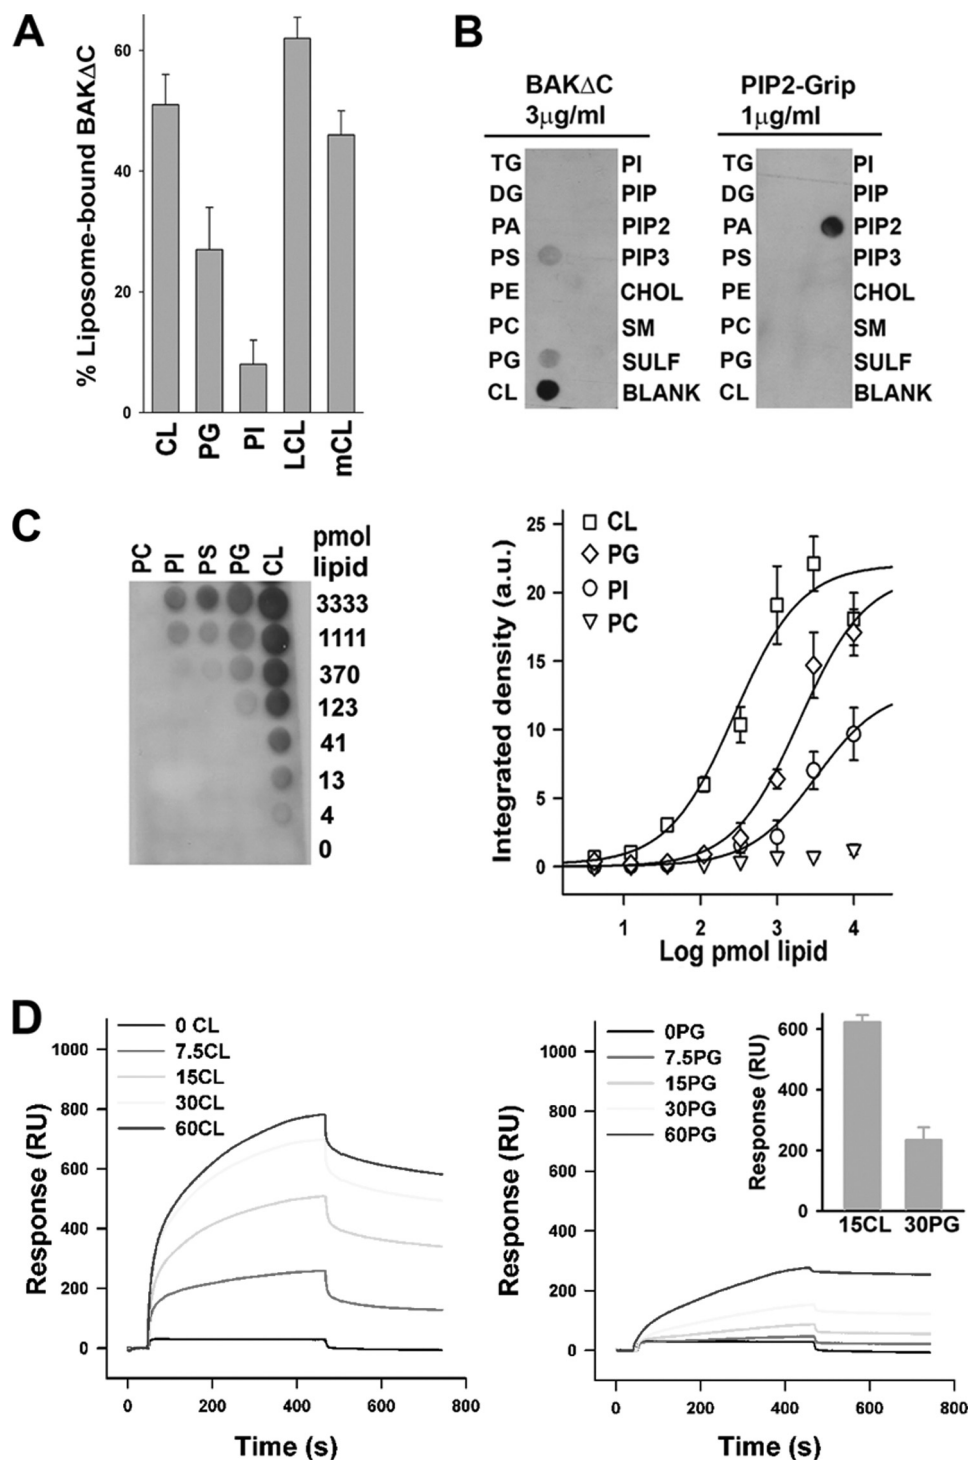 A
% Liposome-bound BAKΔC
60
40
20
0
CL
PG
PI
LCL
mCL
B
BAKΔC
3μg/ml
PIP2-Grip
1μg/ml
TG PI
DG PIP
PA PIP2
PS PIP3
PE CHOL
PC SM
PG SULF
CL BLANK
TG PI
DG PIP
PA PIP2
PS PIP3
PE CHOL
PC SM
PG SULF
CL BLANK
C
PC PI PS PG CL
pmol
lipid
3333
1111
370
123
41
13
4
0
Integrated density (a.u.)
25
20
15
10
5
0
CL
PG
PI
PC
1 2 3 4
Log pmol lipid
D
Response (RU)
1000
800
600
400
200
0
0 CL
7.5CL
15CL
30CL
60CL
0 200 400 600 800
Time (s)
Response (RU)
1000
800
600
400
200
0
0PG
7.5PG
15PG
30PG
60PG
0 200 400 600 800
Time (s)
Response (RU)
600
400
200
0
15CL 30PG